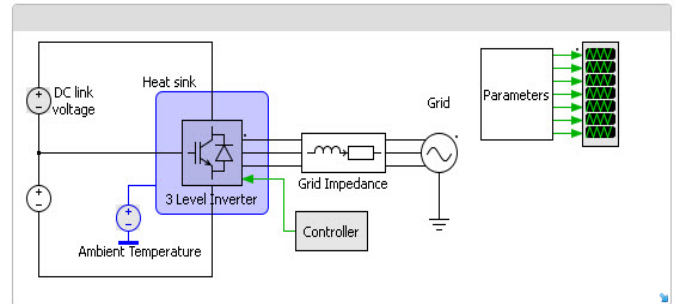 DC link
voltage
Heat sink
3 Level Inverter
Ambient Temperature
Grid Impedance
Controller
Grid
Parameters